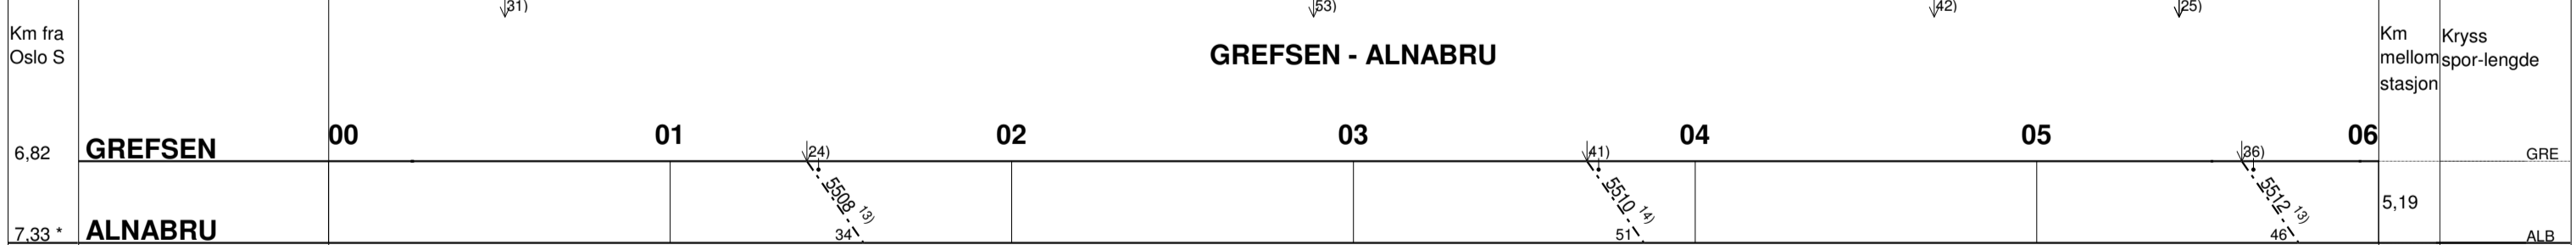 31) 53) 42) 25)
Km fra
Oslo S
GREFSEN - ALNABRU
Km
mellom
stasjon
Kryss
spor-lengde
00 01 02 03 04 05 06
6,82 GREFSEN 24) 41) 36) GRE
5508 13) 5510 14) 5512 13) 5,19
7,33 * ALNABRU 34 51 46 ALB